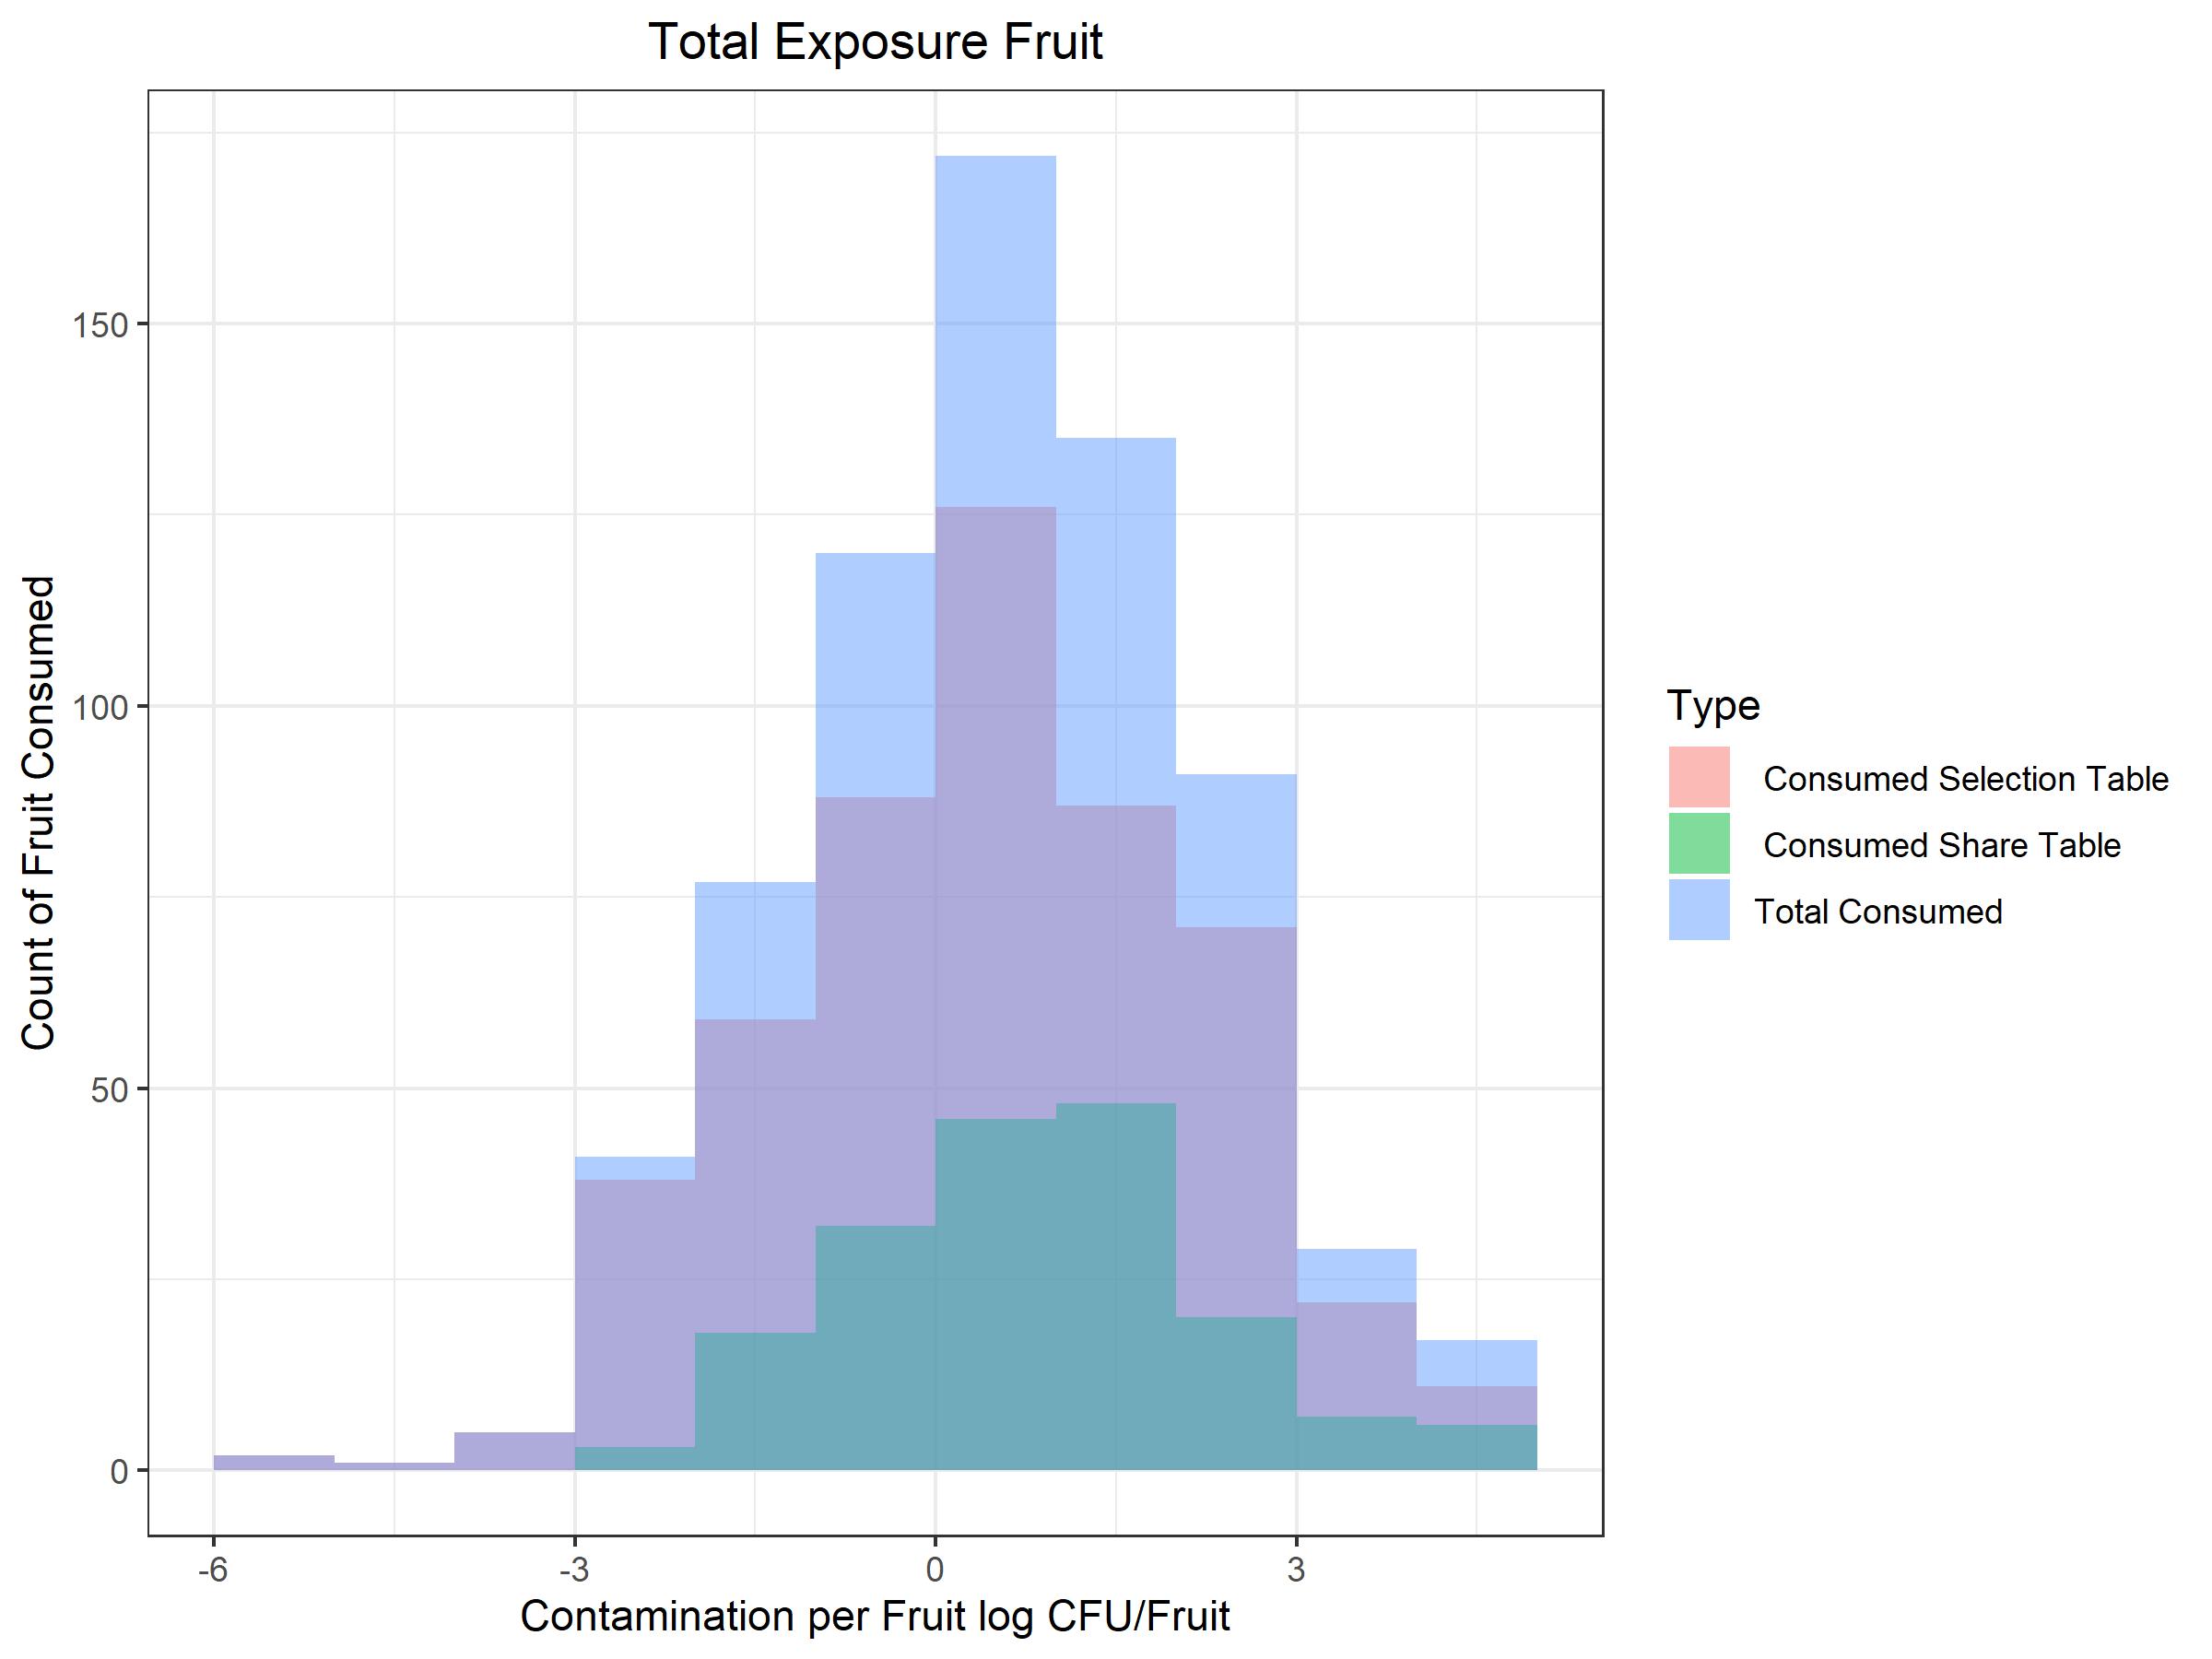 Total Exposure Fruit
Count of Fruit Consumed
150
100
50
0
-6
-3
0
3
Contamination per Fruit log CFU/Fruit
Type
Consumed Selection Table
Consumed Share Table
Total Consumed